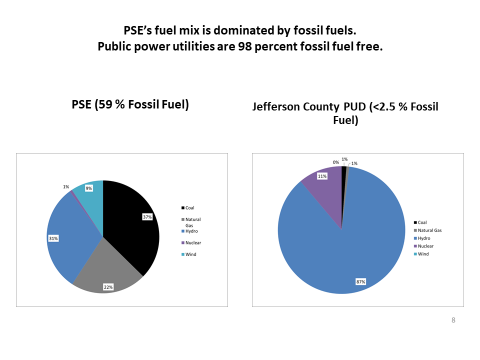 PSE’s fuel mix is dominated by fossil fuels.
Public power utilities are 98 percent fossil fuel free.
PSE (59 % Fossil Fuel)
Jefferson County PUD (<2.5 % Fossil
Fuel)
1%
9%
37%
31%
22%
Coal
Natural
Gas
Hydro
Nuclear
Wind
0%
1%
1%
11%
87%
Coal
Natural Gas
Hydro
Nuclear
Wind
8